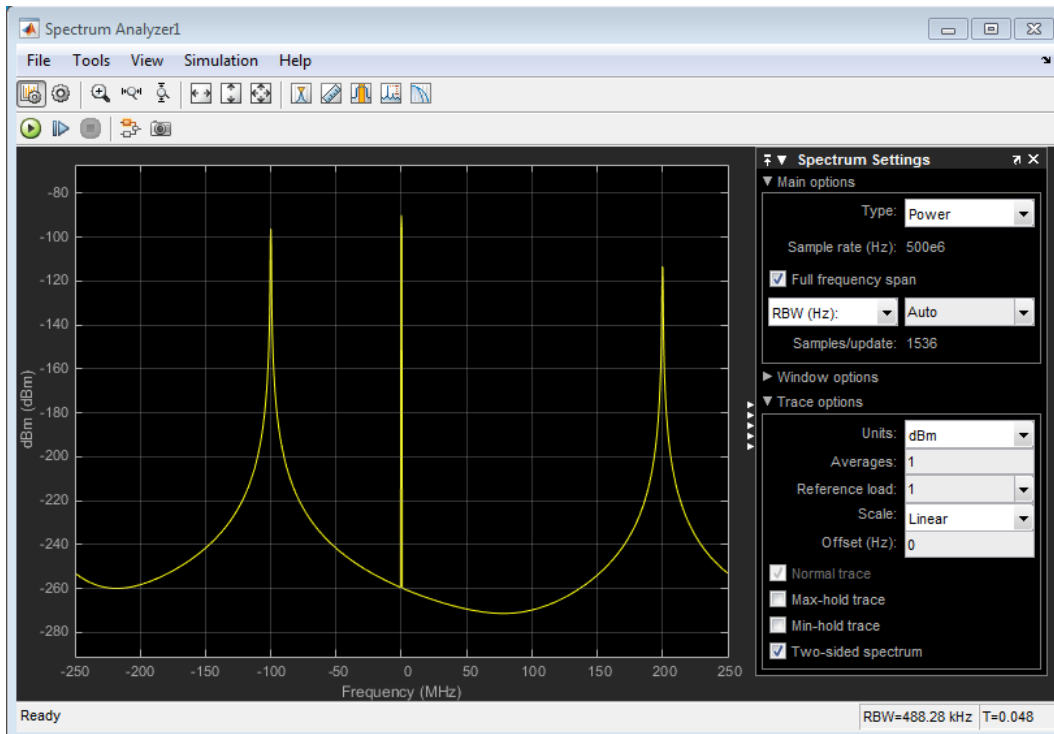 Spectrum Analyzer1
File Tools View Simulation Help
Spectrum Settings
Main options
Type: Power
Sample rate (Hz): 500e6
Full frequency span
RBW (Hz): Auto
Samples/update: 1536
Window options
Trace options
Units: dBm
Averages: 1
Reference load: 1
Scale: Linear
Offset (Hz): 0
Normal trace
Max-hold trace
Min-hold trace
Two-sided spectrum
dBm (dBm)
-80
-100
-120
-140
-160
-180
-200
-220
-240
-260
-280
-250 -200 -150 -100 -50 0 50 100 150 200 250
Frequency (MHz)
Ready
RBW=488.28 kHz T=0.048